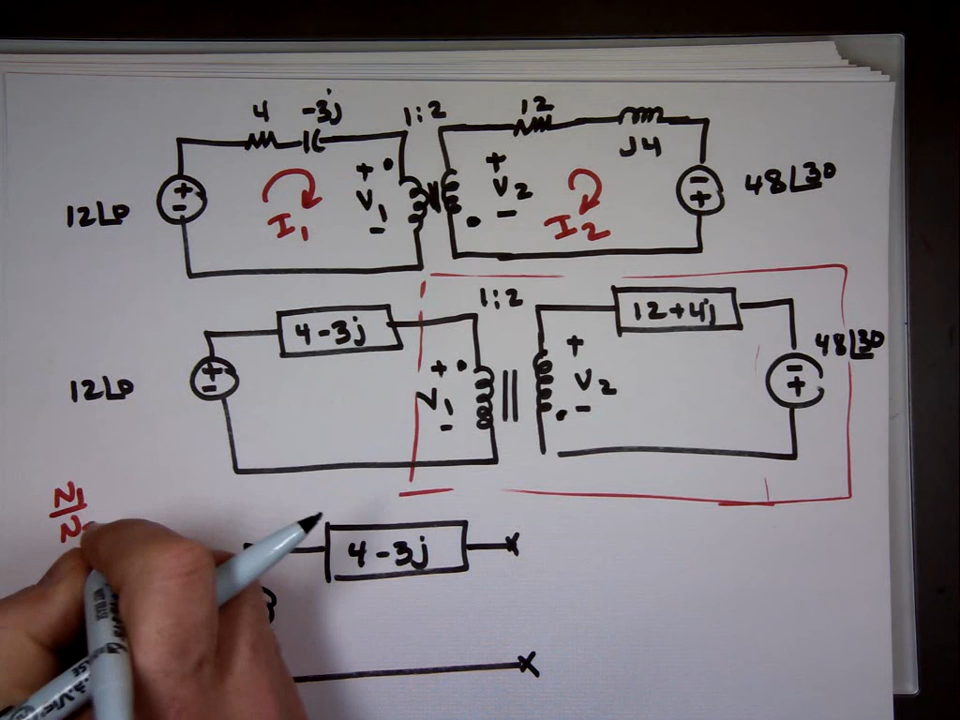 4 -3j 1:2 12 J4
12∠0 + - + V1 - I1 + V2 - I2 - + 48∠30
1:2
12∠0 + - 4-3j + V1 - + V2 - 12+4j - + 48∠30
N1
4-3j